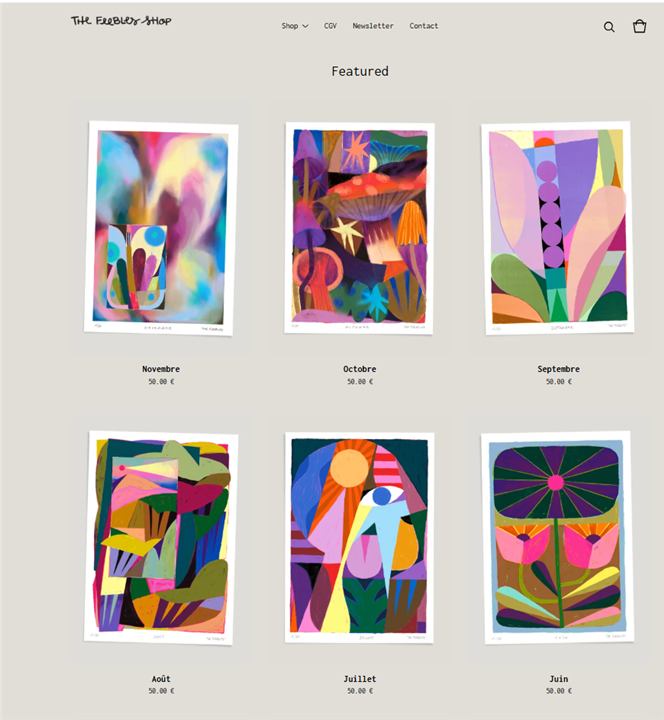 THE FEEBLES SHOP
Shop CGV Newsletter Contact
Featured
Novembre
50.00 €
Octobre
50.00 €
Septembre
50.00 €
Août
50.00 €
Juillet
50.00 €
Juin
50.00 €